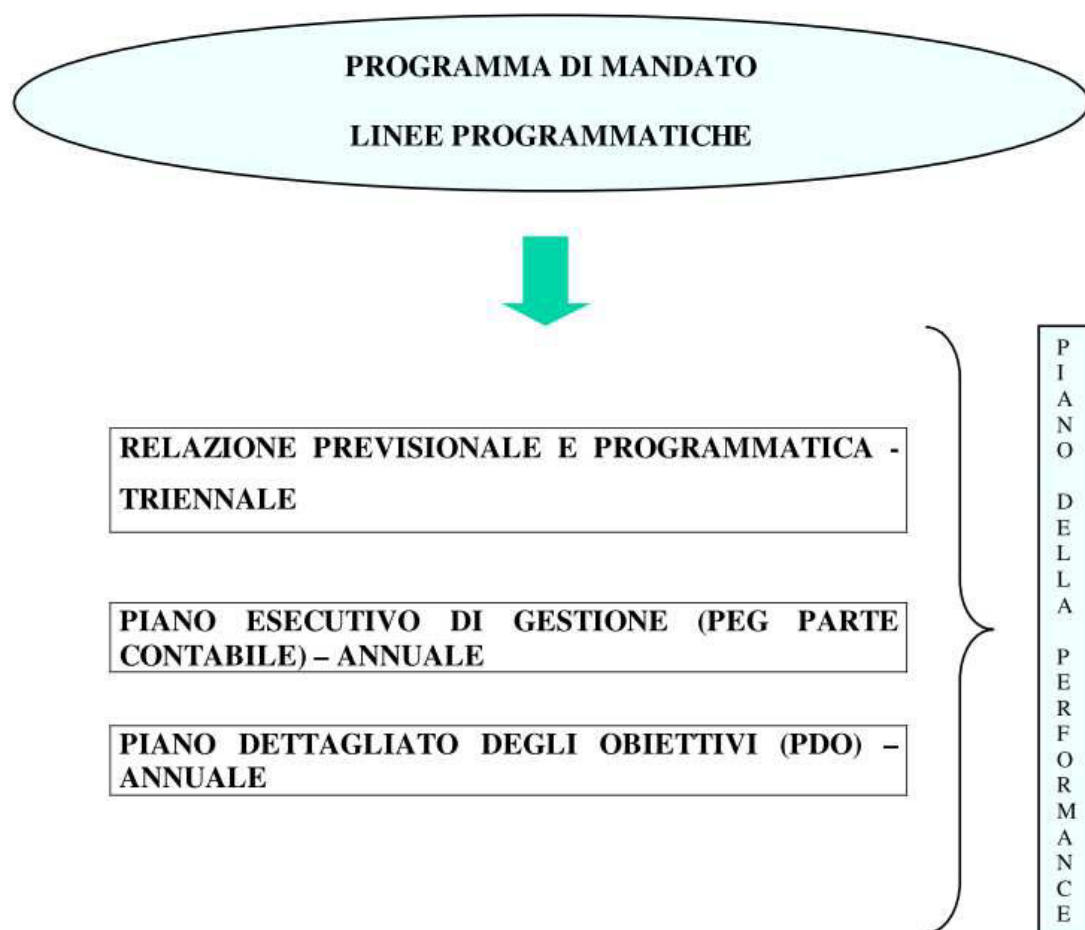 PROGRAMMA DI MANDATO
LINEE PROGRAMMATICHE
RELAZIONE PREVISIONALE E PROGRAMMATICA -
TRIENNALE
PIANO ESECUTIVO DI GESTIONE (PEG PARTE
CONTABILE) – ANNUALE
PIANO DETTAGLIATO DEGLI OBIETTIVI (PDO) –
ANNUALE
PIANO DELLA PERFORMANCE